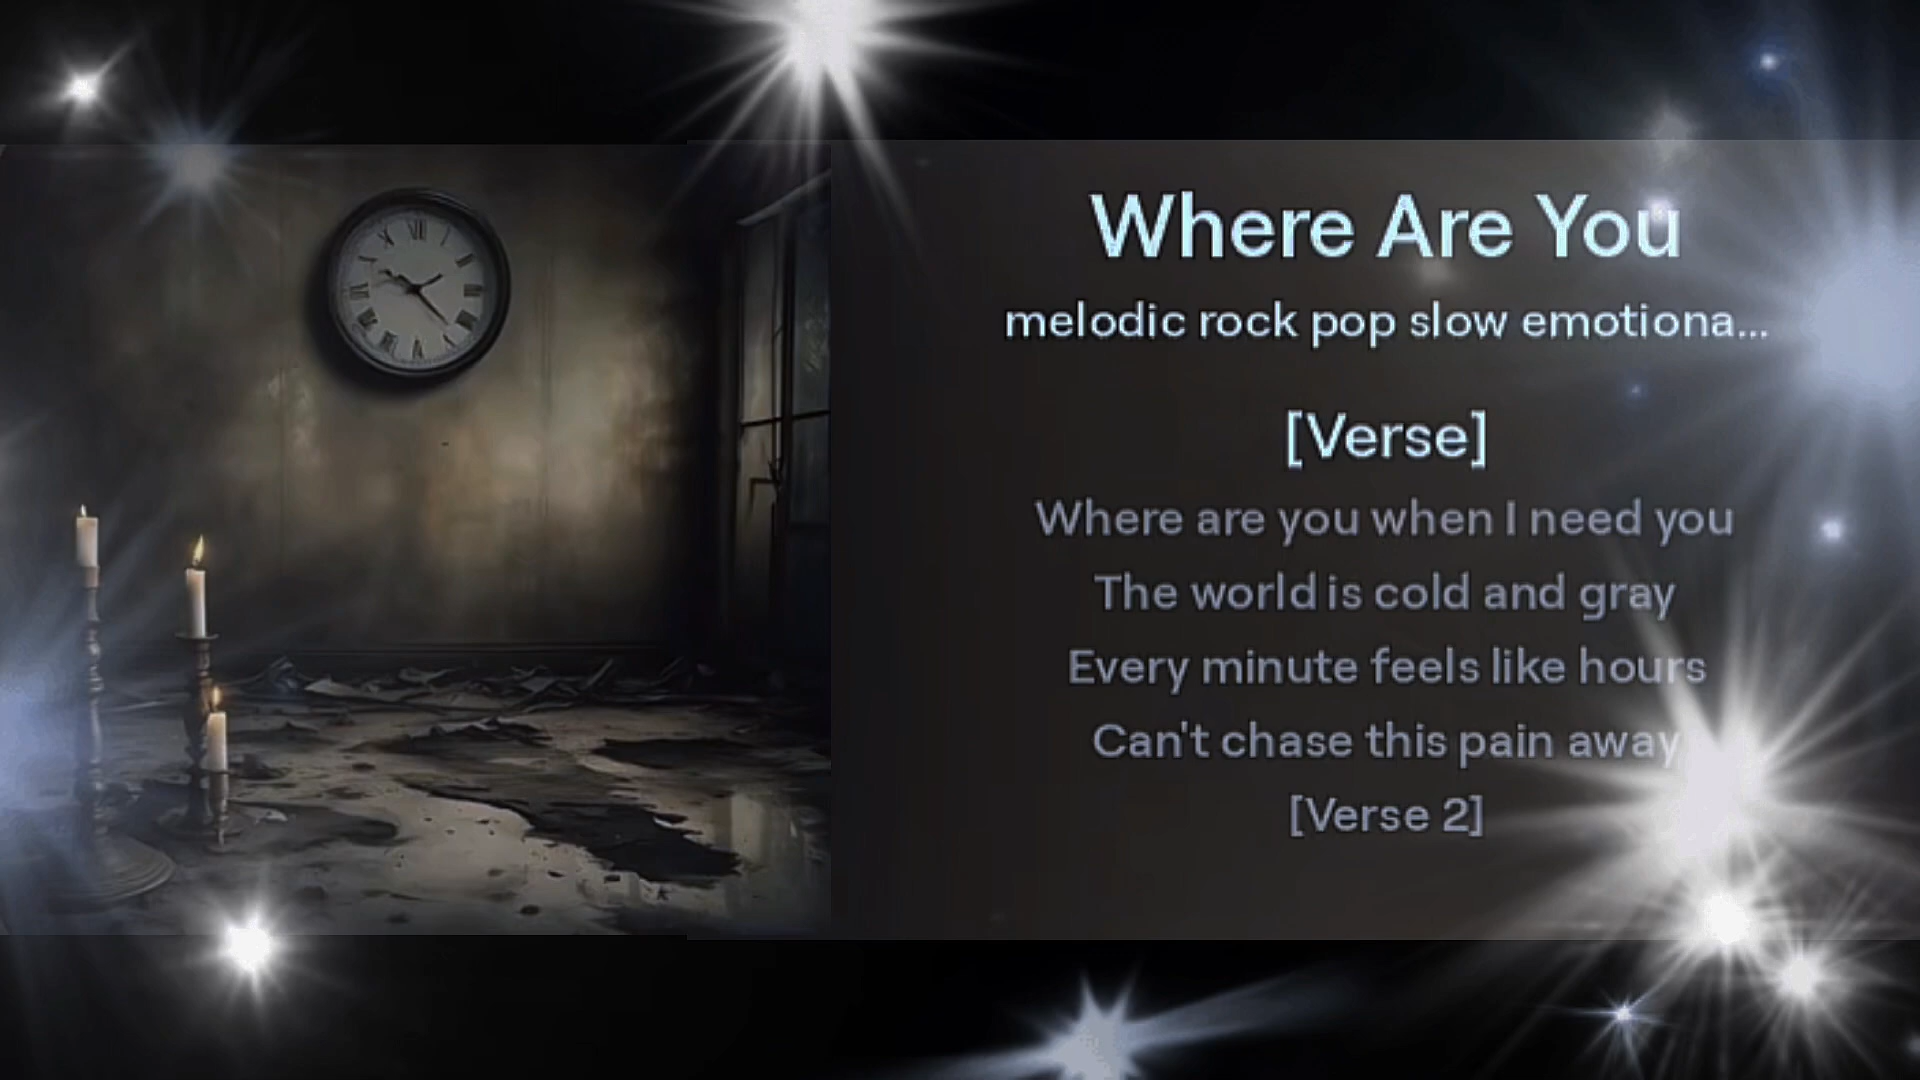 Where Are You
melodic rock pop slow emotiona...
[Verse]
Where are you when I need you
The world is cold and gray
Every minute feels like hours
Can't chase this pain away
[Verse 2]